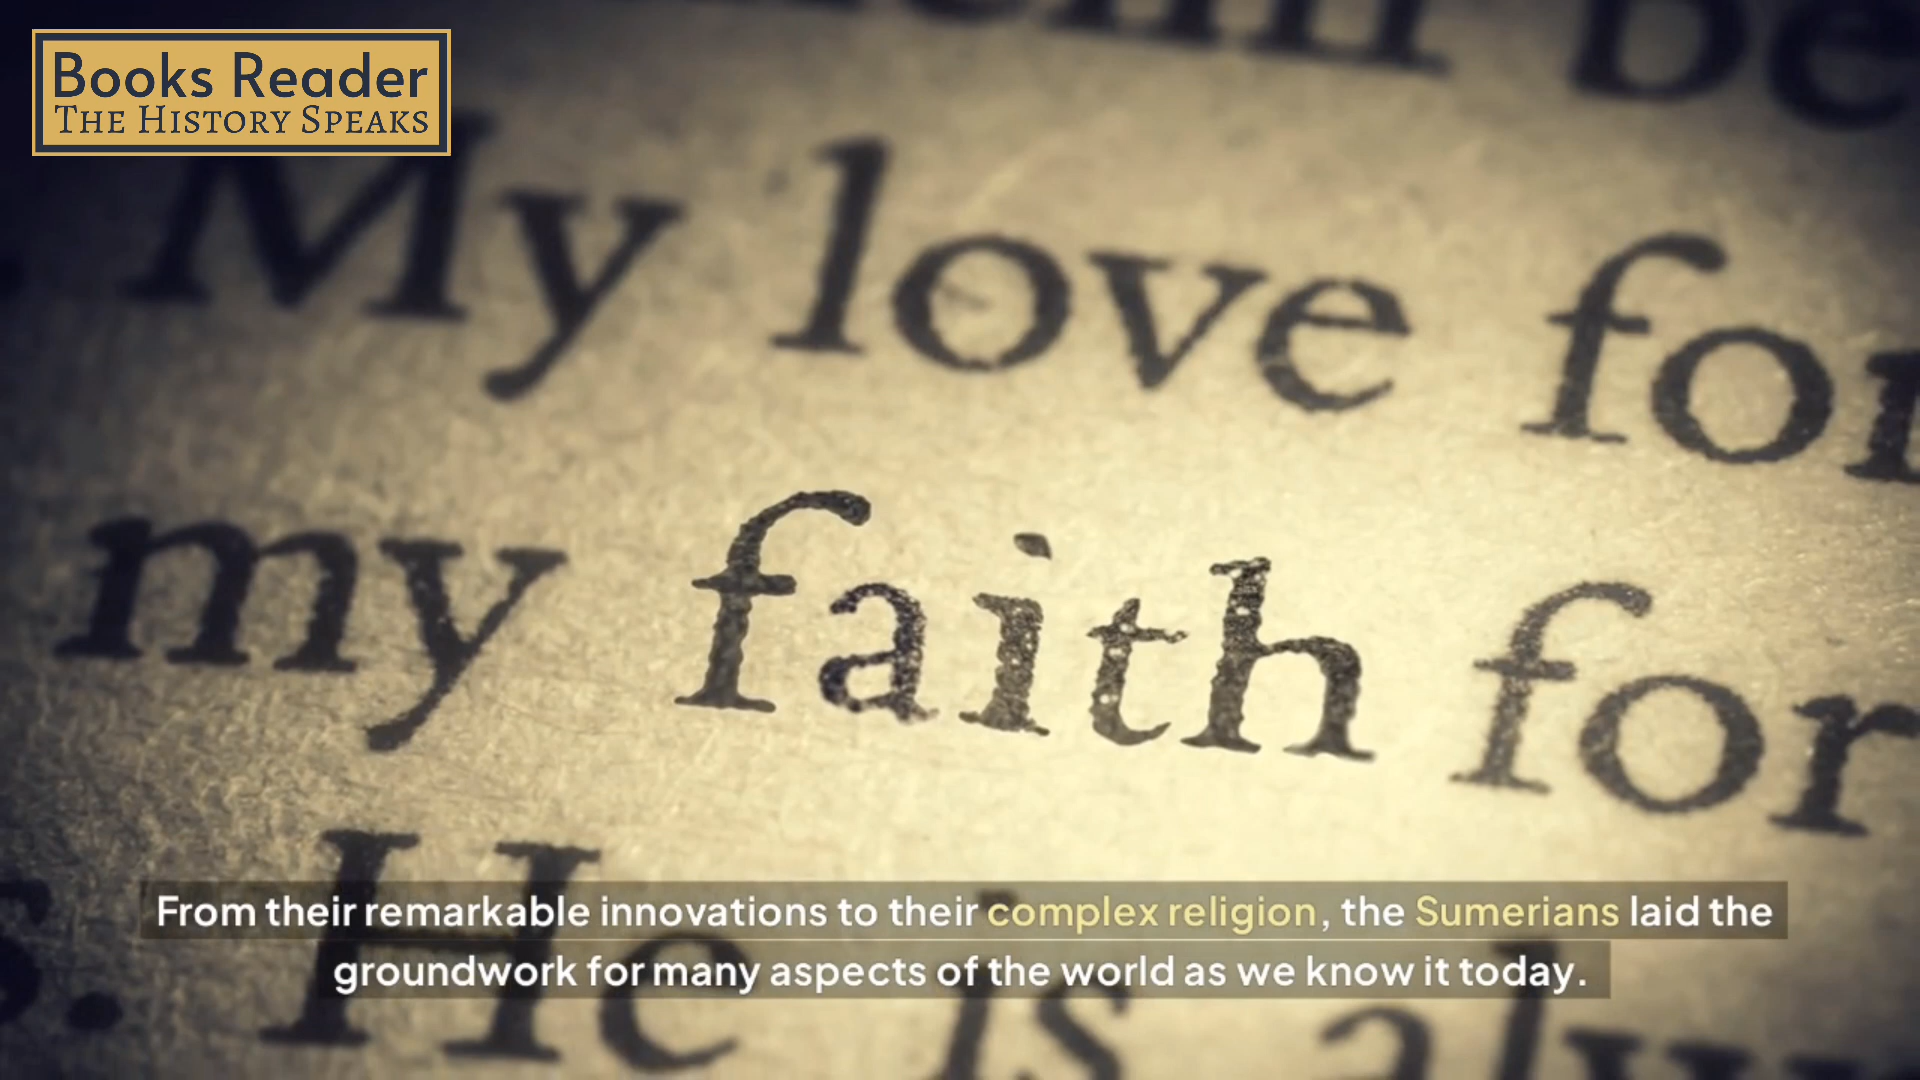 Books Reader
The History Speaks
be
My love for
my faith for
He is
From their remarkable innovations to their complex religion, the Sumerians laid the
groundwork for many aspects of the world as we know it today.